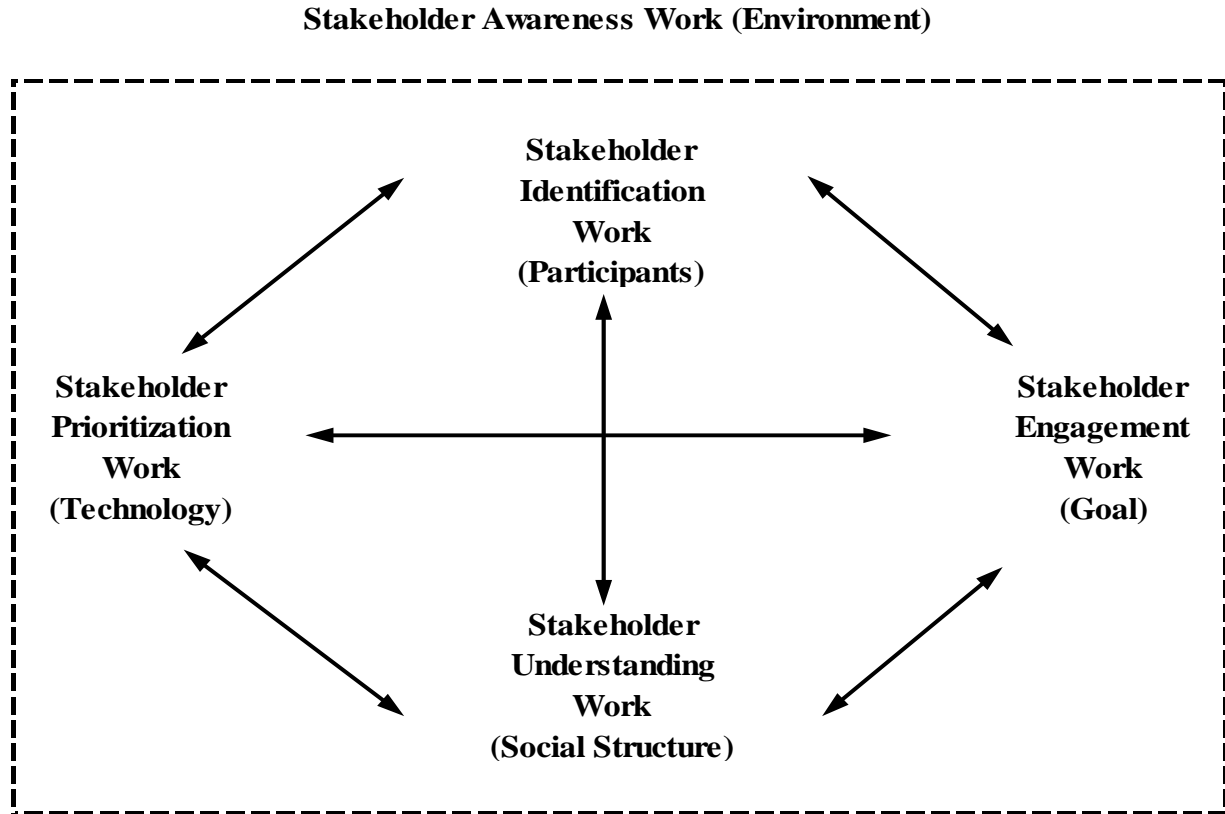 Stakeholder Awareness Work (Environment)
Stakeholder
Identification
Work
(Participants)
Stakeholder
Prioritization
Work
(Technology)
Stakeholder
Engagement
Work
(Goal)
Stakeholder
Understanding
Work
(Social Structure)